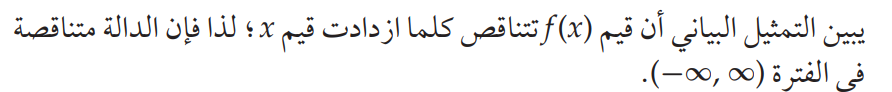 يبين التمثيل البياني أن قيم f(x) تتناقص كلما ازدادت قيم x ؛ لذا فإن الدالة متناقصة
في الفترة (−∞, ∞).